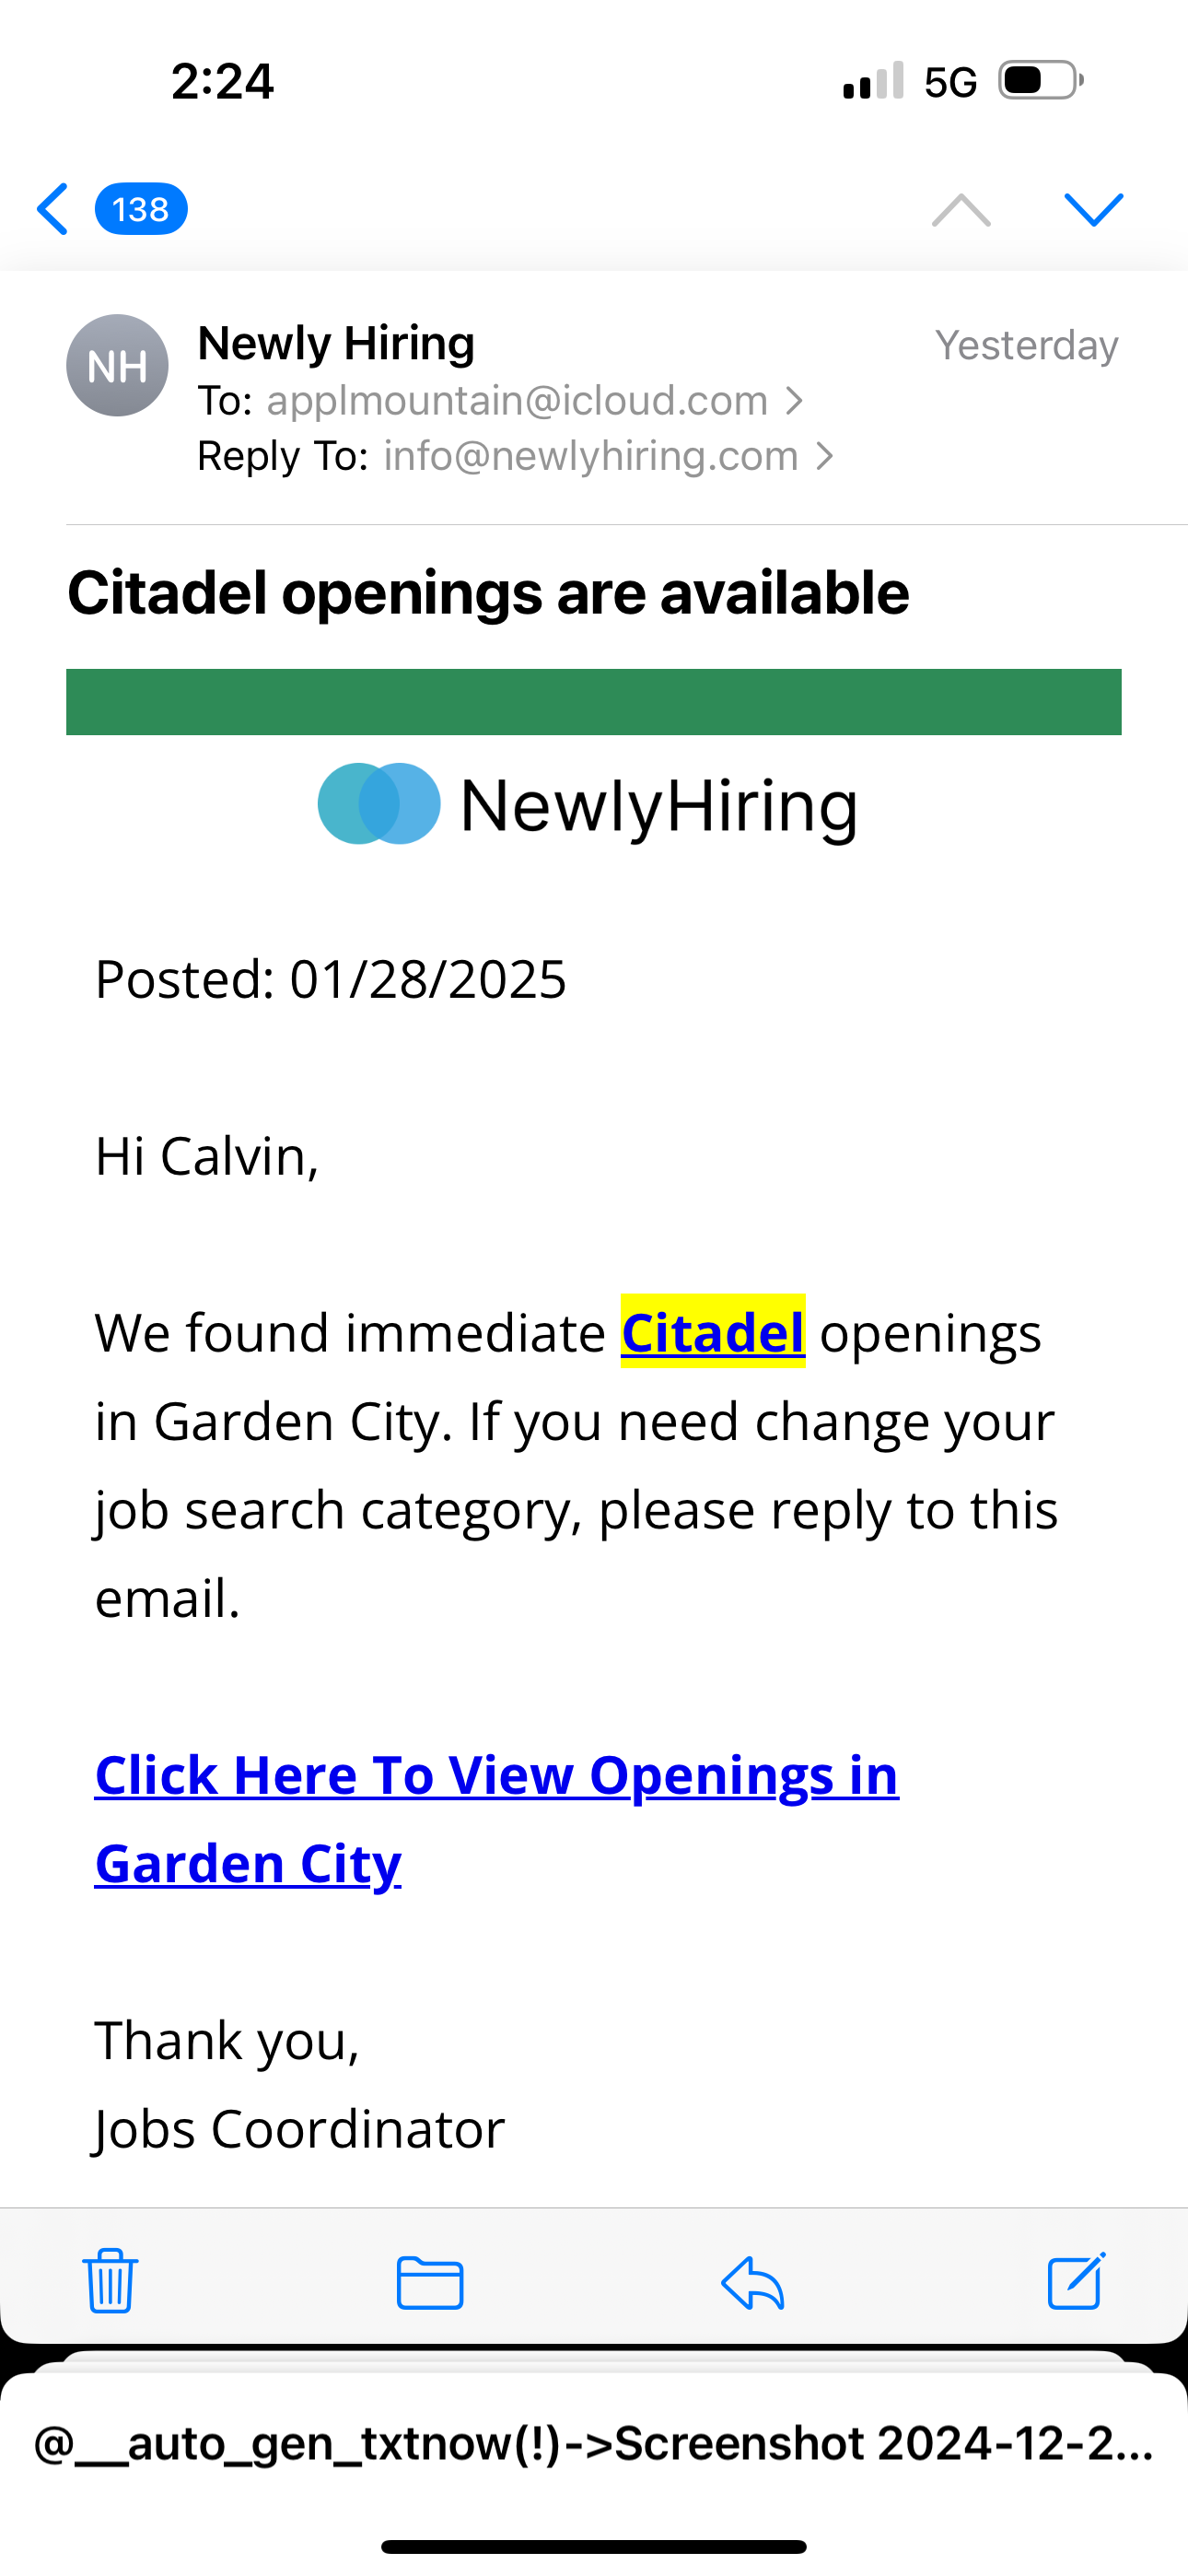 2:24
5G
138
NH
Newly Hiring
Yesterday
To: applmountain@icloud.com
Reply To: info@newlyhiring.com
Citadel openings are available
NewlyHiring
Posted: 01/28/2025
Hi Calvin,
We found immediate Citadel openings
in Garden City. If you need change your
job search category, please reply to this
email.
Click Here To View Openings in
Garden City
Thank you,
Jobs Coordinator
@__auto_gen_txtnow(!)->Screenshot 2024-12-2...